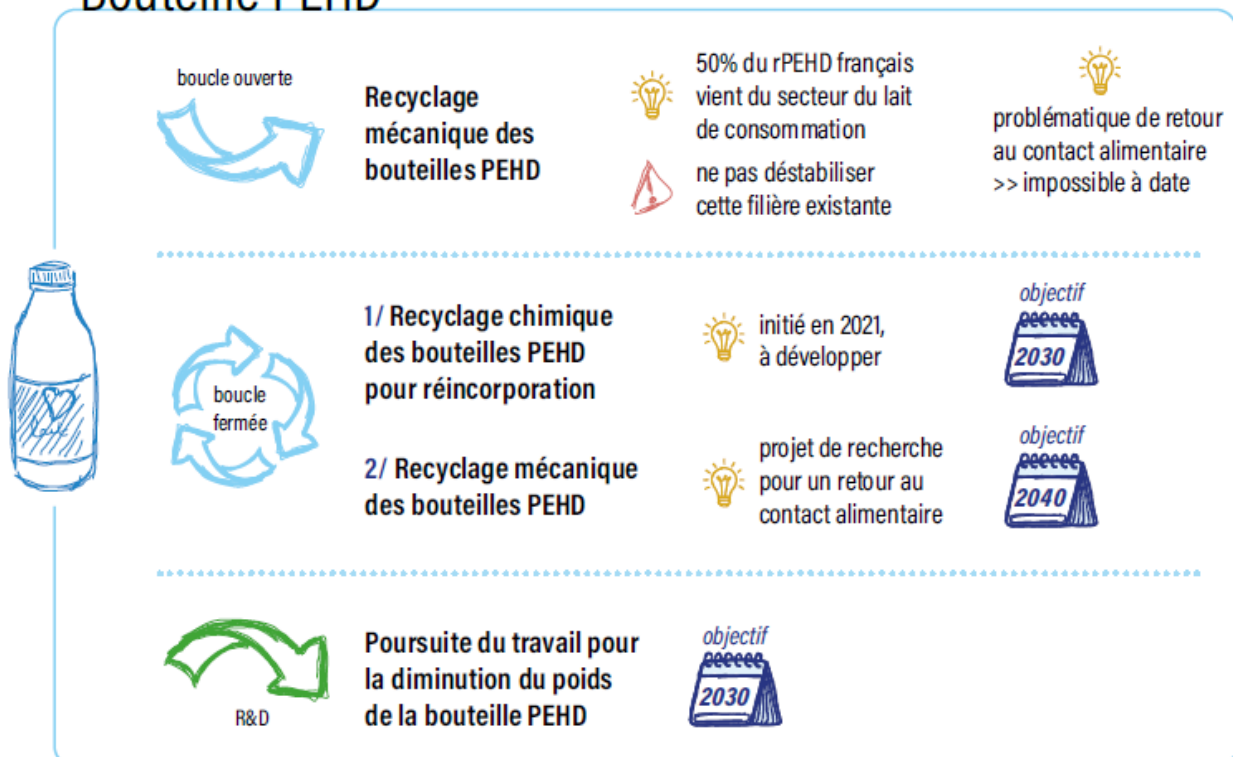 Bouteille PEHD
boucle ouverte
Recyclage
mécanique des
bouteilles PEHD
50% du rPEHD français
vient du secteur du lait
de consommation
ne pas déstabiliser
cette filière existante
problématique de retour
au contact alimentaire
>> impossible à date
boucle
fermée
1/ Recyclage chimique
des bouteilles PEHD
pour réincorporation
initié en 2021,
à développer
objectif
2030
2/ Recyclage mécanique
des bouteilles PEHD
projet de recherche
pour un retour au
contact alimentaire
objectif
2040
R&D
Poursuite du travail pour
la diminution du poids
de la bouteille PEHD
objectif
2030